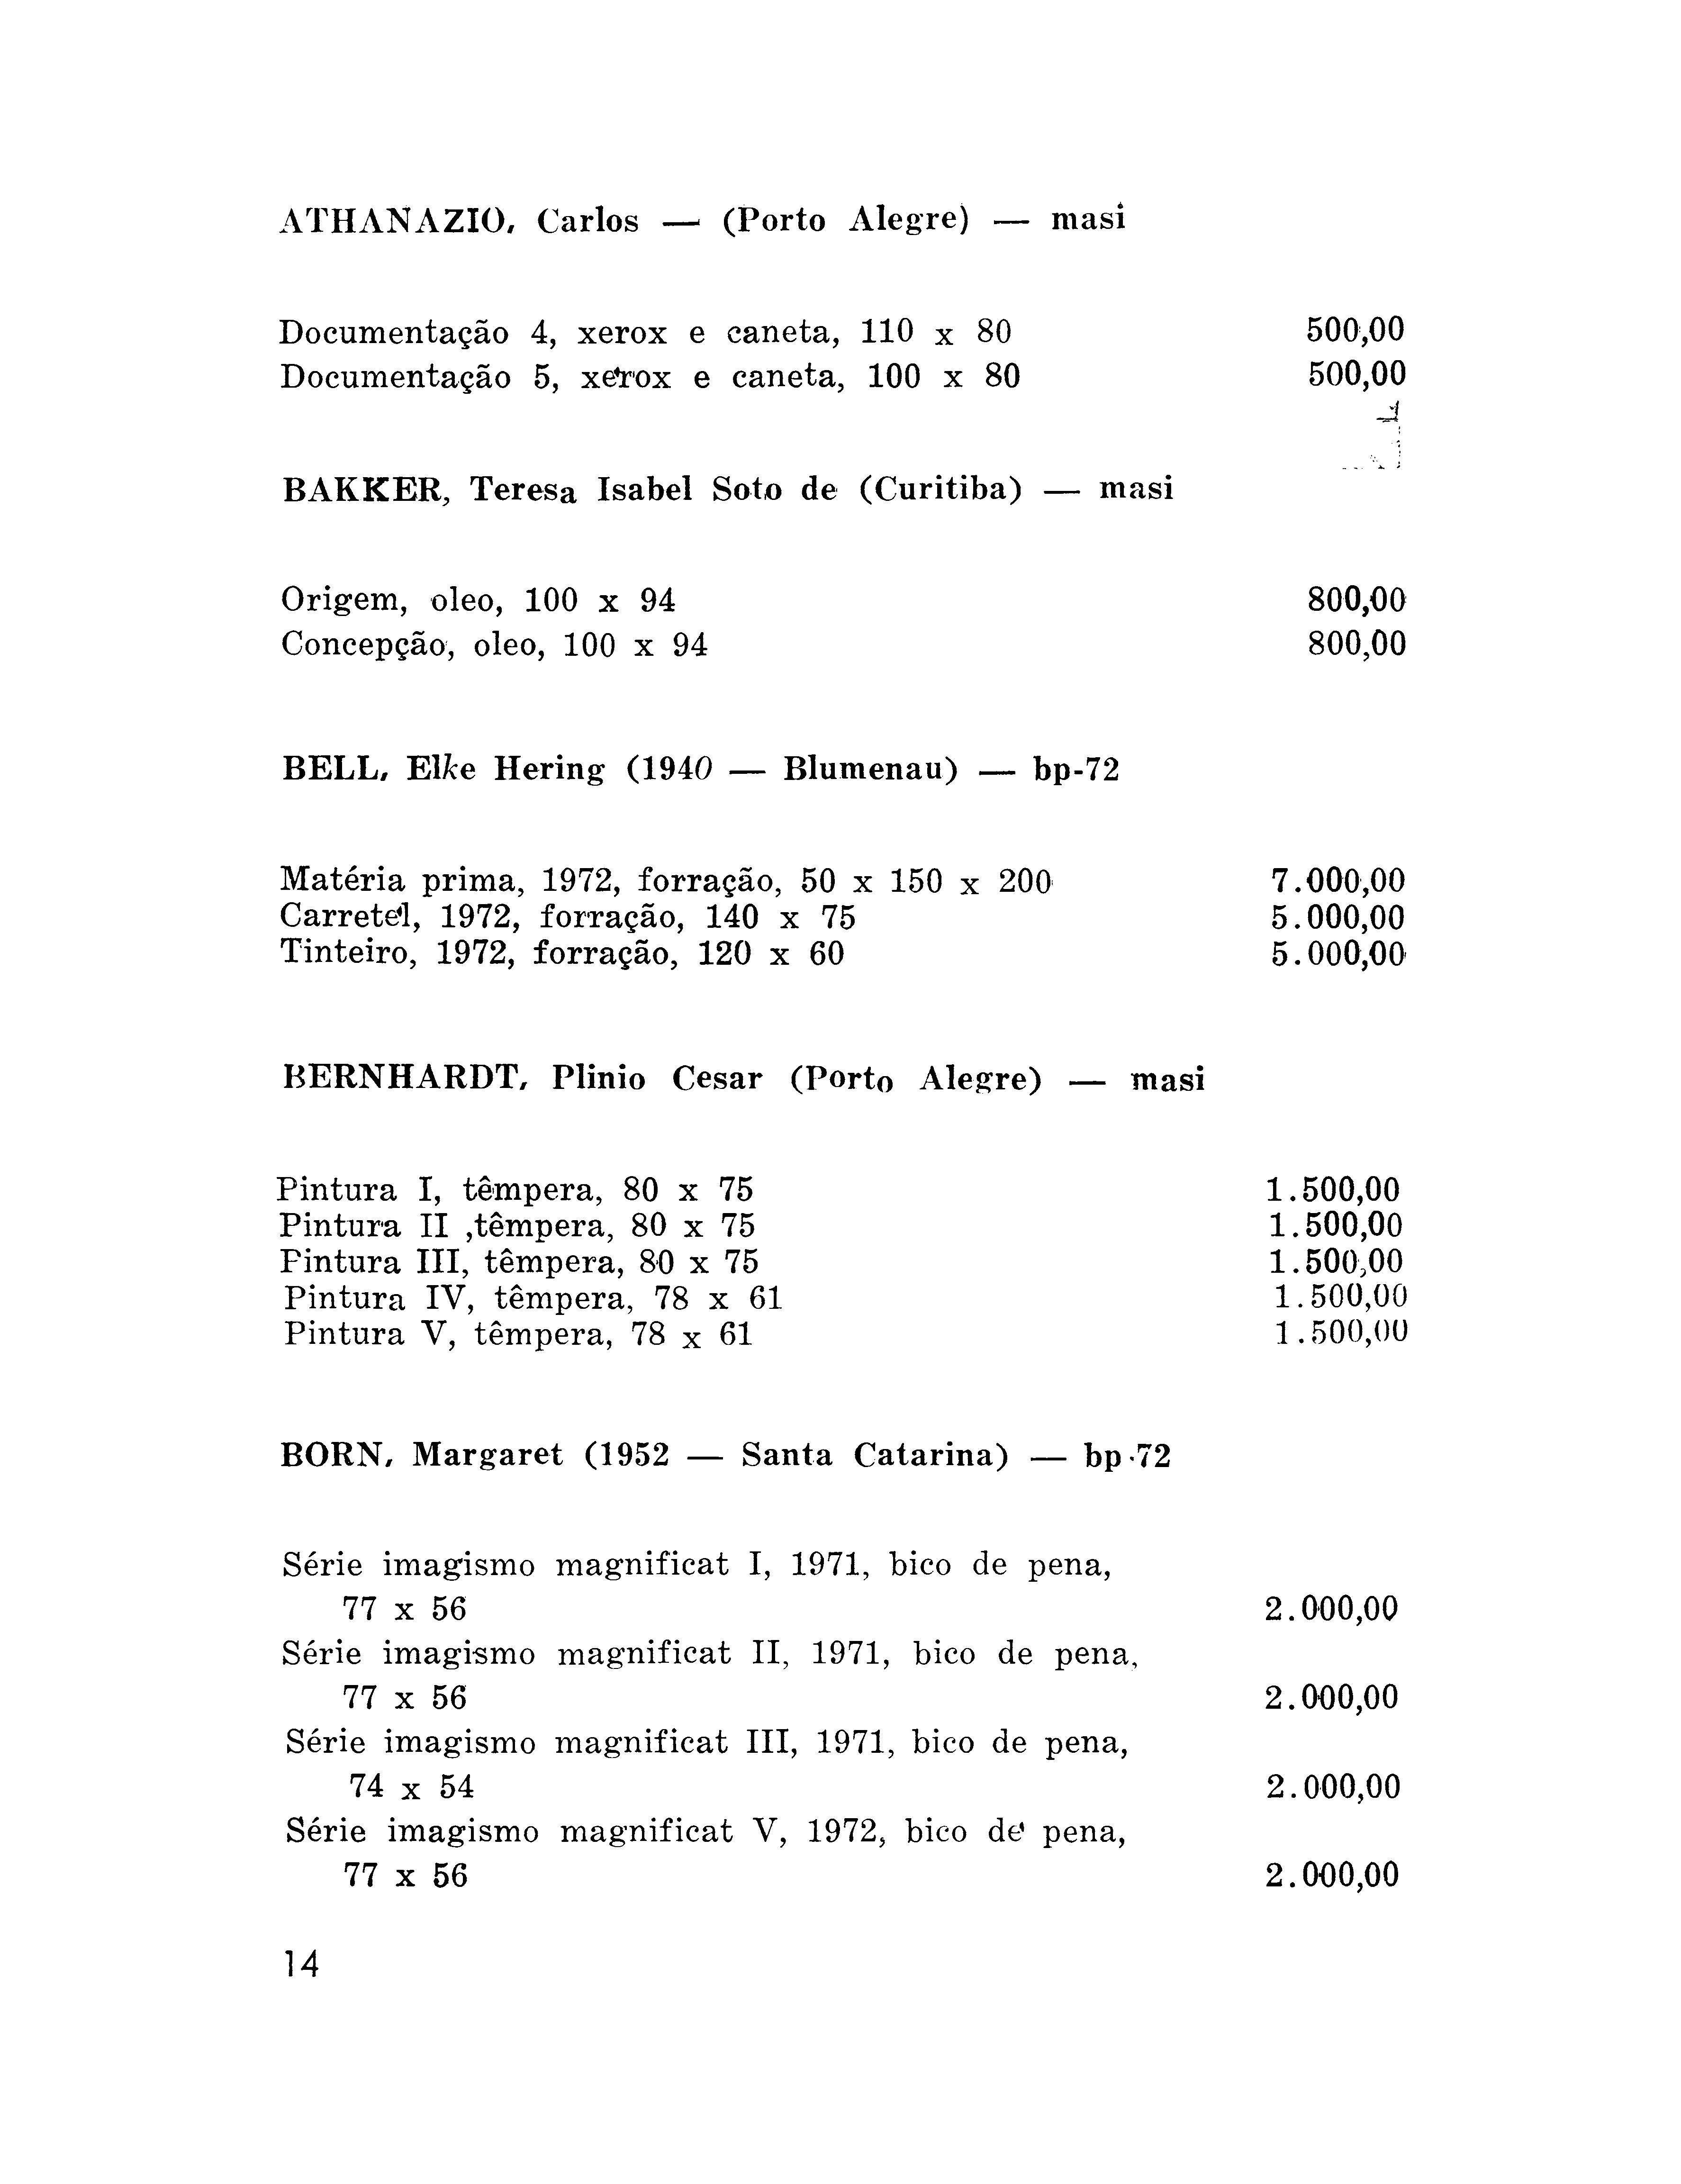 ATHANAZIO, Carlos — (Porto Alegre) — masi
Documentação 4, xerox e caneta, 110 x 80 500,00
Documentação 5, xerox e caneta, 100 x 80 500,00
BAKKER, Teresa Isabel Soto de (Curitiba) — masi
Origem, oleo, 100 x 94 800,00
Concepção, oleo, 100 x 94 800,00
BELL, Elke Hering (1940 — Blumenau) — bp-72
Matéria prima, 1972, forração, 50 x 150 x 200 7.000,00
Carretel, 1972, forração, 140 x 75 5.000,00
Tinteiro, 1972, forração, 120 x 60 5.000,00
BERNHARDT, Plinio Cesar (Porto Alegre) — masi
Pintura I, têmpera, 80 x 75 1.500,00
Pintura II ,têmpera, 80 x 75 1.500,00
Pintura III, têmpera, 80 x 75 1.500,00
Pintura IV, têmpera, 78 x 61 1.500,00
Pintura V, têmpera, 78 x 61 1.500,00
BORN, Margaret (1952 — Santa Catarina) — bp-72
Série imagismo magnificat I, 1971, bico de pena,
77 x 56 2.000,00
Série imagismo magnificat II, 1971, bico de pena,
77 x 56 2.000,00
Série imagismo magnificat III, 1971, bico de pena,
74 x 54 2.000,00
Série imagismo magnificat V, 1972, bico de pena,
77 x 56 2.000,00
14